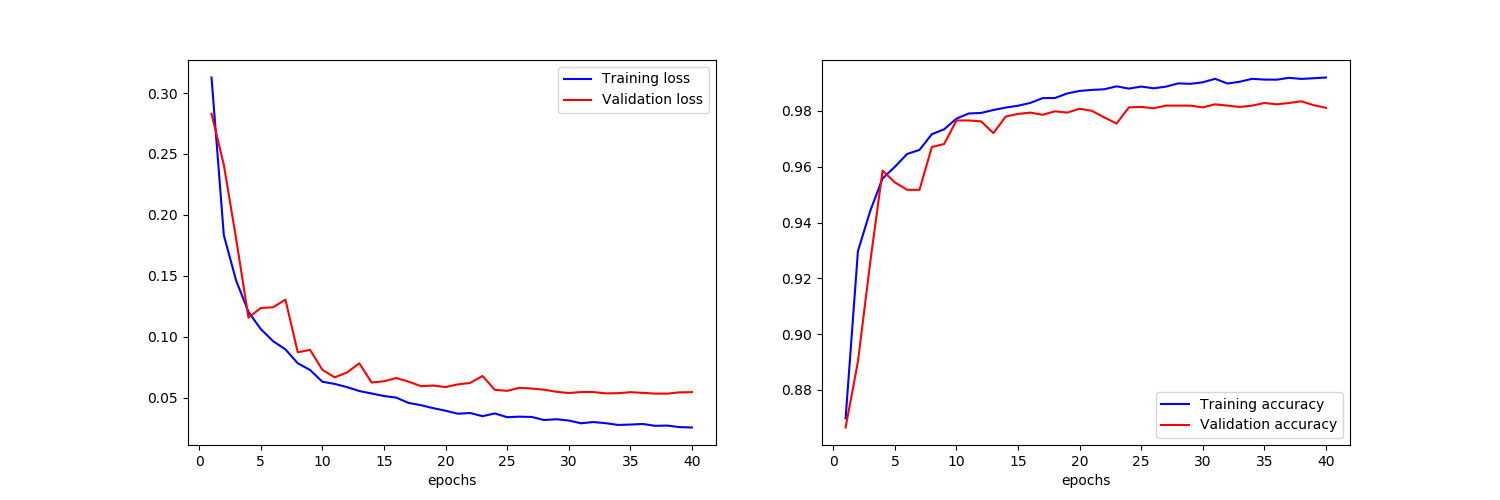 Training loss
Validation loss
0.30
0.25
0.20
0.15
0.10
0.05
0 5 10 15 20 25 30 35 40
epochs
0.98
0.96
0.94
0.92
0.90
0.88
Training accuracy
Validation accuracy
0 5 10 15 20 25 30 35 40
epochs